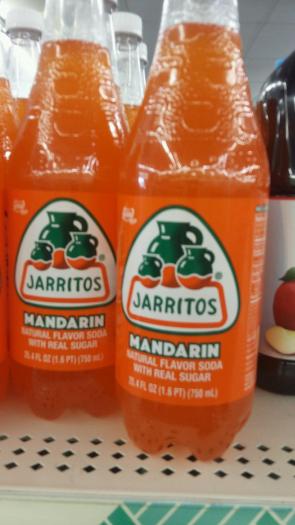 JARRITOS
MANDARIN
NATURAL FLAVOR SODA
WITH REAL SUGAR
25.4 FL OZ (1.6 PT) (750 mL)
JARRITOS
MANDARIN
NATURAL FLAVOR SODA
WITH REAL SUGAR
25.4 FL OZ (1.6 PT) (750 mL)